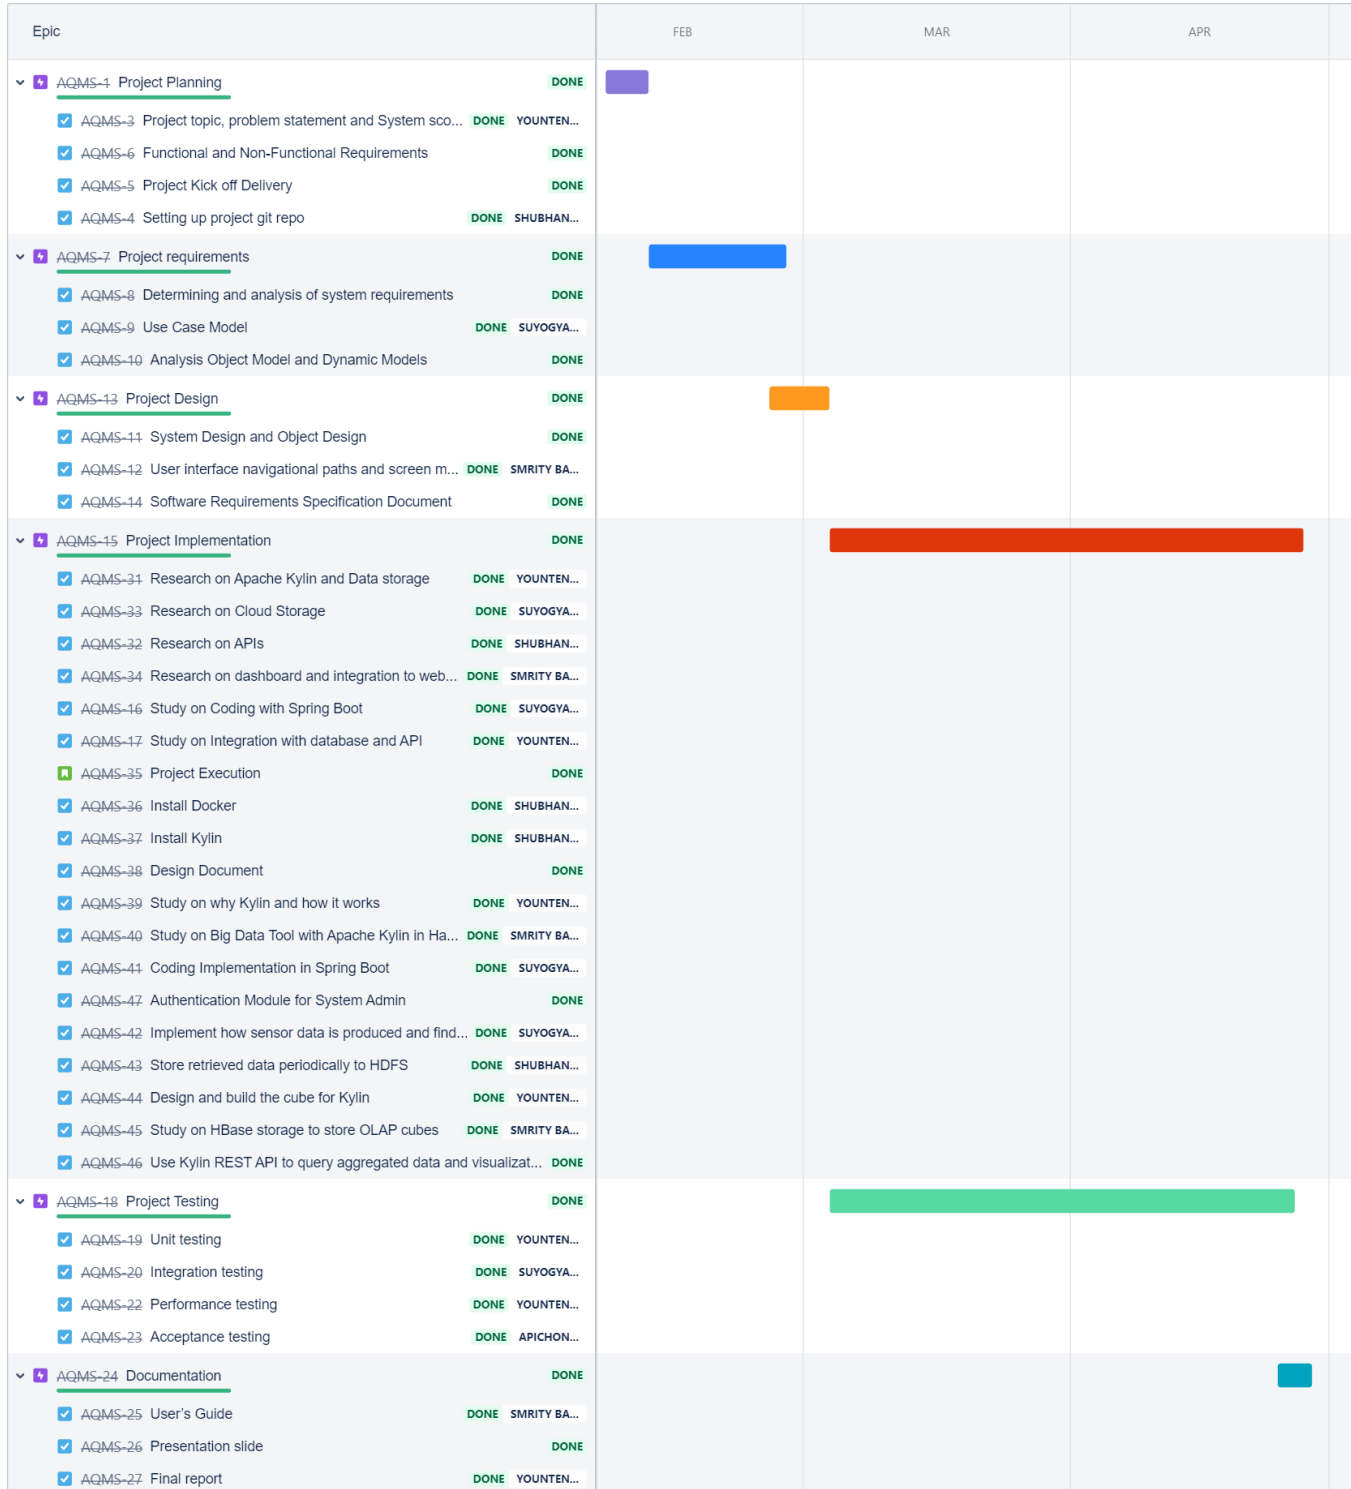 Epic FEB MAR APR
AQMS-1 Project Planning DONE
AQMS-3 Project topic, problem statement and System sco... DONE YOUNTEN...
AQMS-6 Functional and Non-Functional Requirements DONE
AQMS-5 Project Kick off Delivery DONE
AQMS-4 Setting up project git repo DONE SHUBHAN...
AQMS-7 Project requirements DONE
AQMS-8 Determining and analysis of system requirements DONE
AQMS-9 Use Case Model DONE SUYOGYA...
AQMS-10 Analysis Object Model and Dynamic Models DONE
AQMS-13 Project Design DONE
AQMS-11 System Design and Object Design DONE
AQMS-12 User interface navigational paths and screen m... DONE SMRITY BA...
AQMS-14 Software Requirements Specification Document DONE
AQMS-15 Project Implementation DONE
AQMS-31 Research on Apache Kylin and Data storage DONE YOUNTEN...
AQMS-33 Research on Cloud Storage DONE SUYOGYA...
AQMS-32 Research on APIs DONE SHUBHAN...
AQMS-34 Research on dashboard and integration to web... DONE SMRITY BA...
AQMS-16 Study on Coding with Spring Boot DONE SUYOGYA...
AQMS-17 Study on Integration with database and API DONE YOUNTEN...
AQMS-35 Project Execution DONE
AQMS-36 Install Docker DONE SHUBHAN...
AQMS-37 Install Kylin DONE SHUBHAN...
AQMS-38 Design Document DONE
AQMS-39 Study on why Kylin and how it works DONE YOUNTEN...
AQMS-40 Study on Big Data Tool with Apache Kylin in Ha... DONE SMRITY BA...
AQMS-41 Coding Implementation in Spring Boot DONE SUYOGYA...
AQMS-47 Authentication Module for System Admin DONE
AQMS-42 Implement how sensor data is produced and find... DONE SUYOGYA...
AQMS-43 Store retrieved data periodically to HDFS DONE SHUBHAN...
AQMS-44 Design and build the cube for Kylin DONE YOUNTEN...
AQMS-45 Study on HBase storage to store OLAP cubes DONE SMRITY BA...
AQMS-46 Use Kylin REST API to query aggregated data and visualizat... DONE
AQMS-18 Project Testing DONE
AQMS-19 Unit testing DONE YOUNTEN...
AQMS-20 Integration testing DONE SUYOGYA...
AQMS-22 Performance testing DONE YOUNTEN...
AQMS-23 Acceptance testing DONE APICHON...
AQMS-24 Documentation DONE
AQMS-25 User's Guide DONE SMRITY BA...
AQMS-26 Presentation slide DONE
AQMS-27 Final report DONE YOUNTEN...